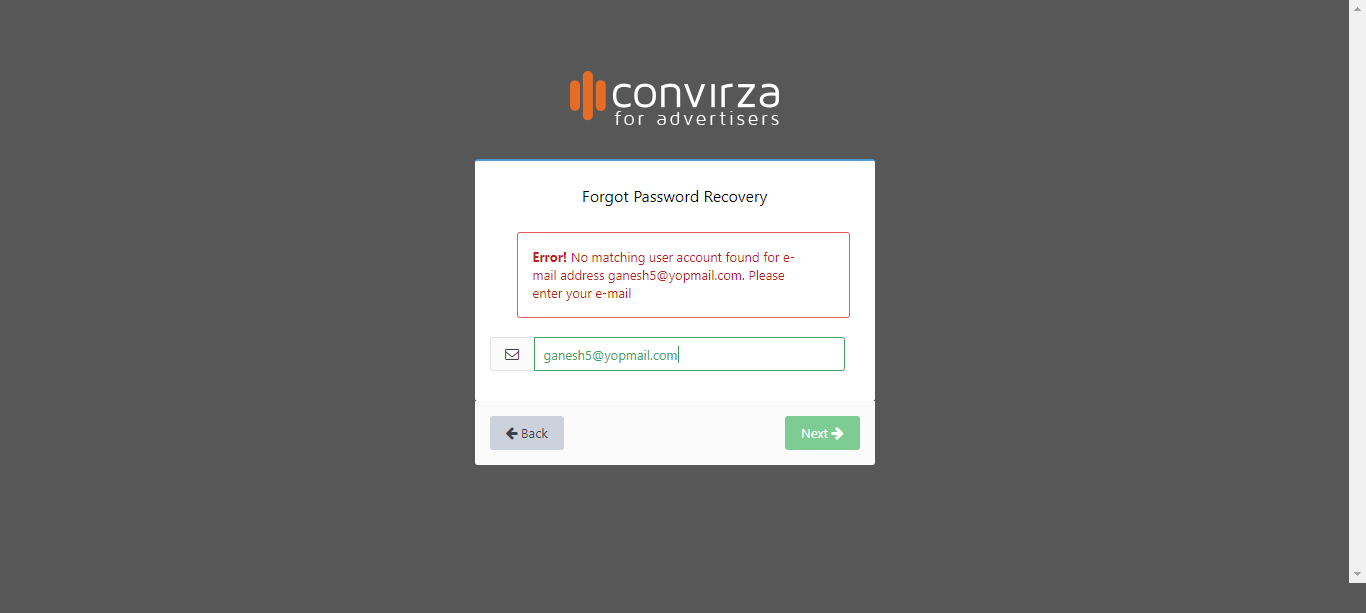 convirza
for advertisers
Forgot Password Recovery
Error! No matching user account found for e-
mail address ganesh5@yopmail.com. Please
enter your e-mail
ganesh5@yopmail.com
Back
Next